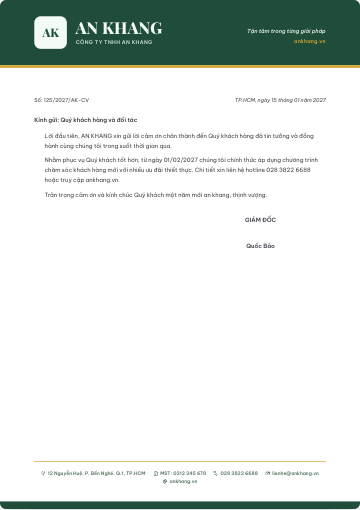 AK
AN KHANG
CÔNG TY TNHH AN KHANG
Tận tâm trong từng giải pháp
ankhang.vn
Số: 125/2027/AK-CV
TP.HCM, ngày 15 tháng 01 năm 2027
Kính gửi: Quý khách hàng và đối tác
Lời đầu tiên, AN KHANG xin gửi lời cảm ơn chân thành đến Quý khách hàng đã tin tưởng và đồng
hành cùng chúng tôi trong suốt thời gian qua.
Nhằm phục vụ Quý khách tốt hơn, từ ngày 01/02/2027 chúng tôi chính thức áp dụng chương trình
chăm sóc khách hàng mới với nhiều ưu đãi thiết thực. Chi tiết xin liên hệ hotline 028 3822 6688
hoặc truy cập ankhang.vn.
Trân trọng cảm ơn và kính chúc Quý khách một năm mới an khang, thịnh vượng.
GIÁM ĐỐC
Quốc Bảo
12 Nguyễn Huệ, P. Bến Nghé, Q.1, TP.HCM MST: 0312 345 678 028 3822 6688 lienhe@ankhang.vn
ankhang.vn